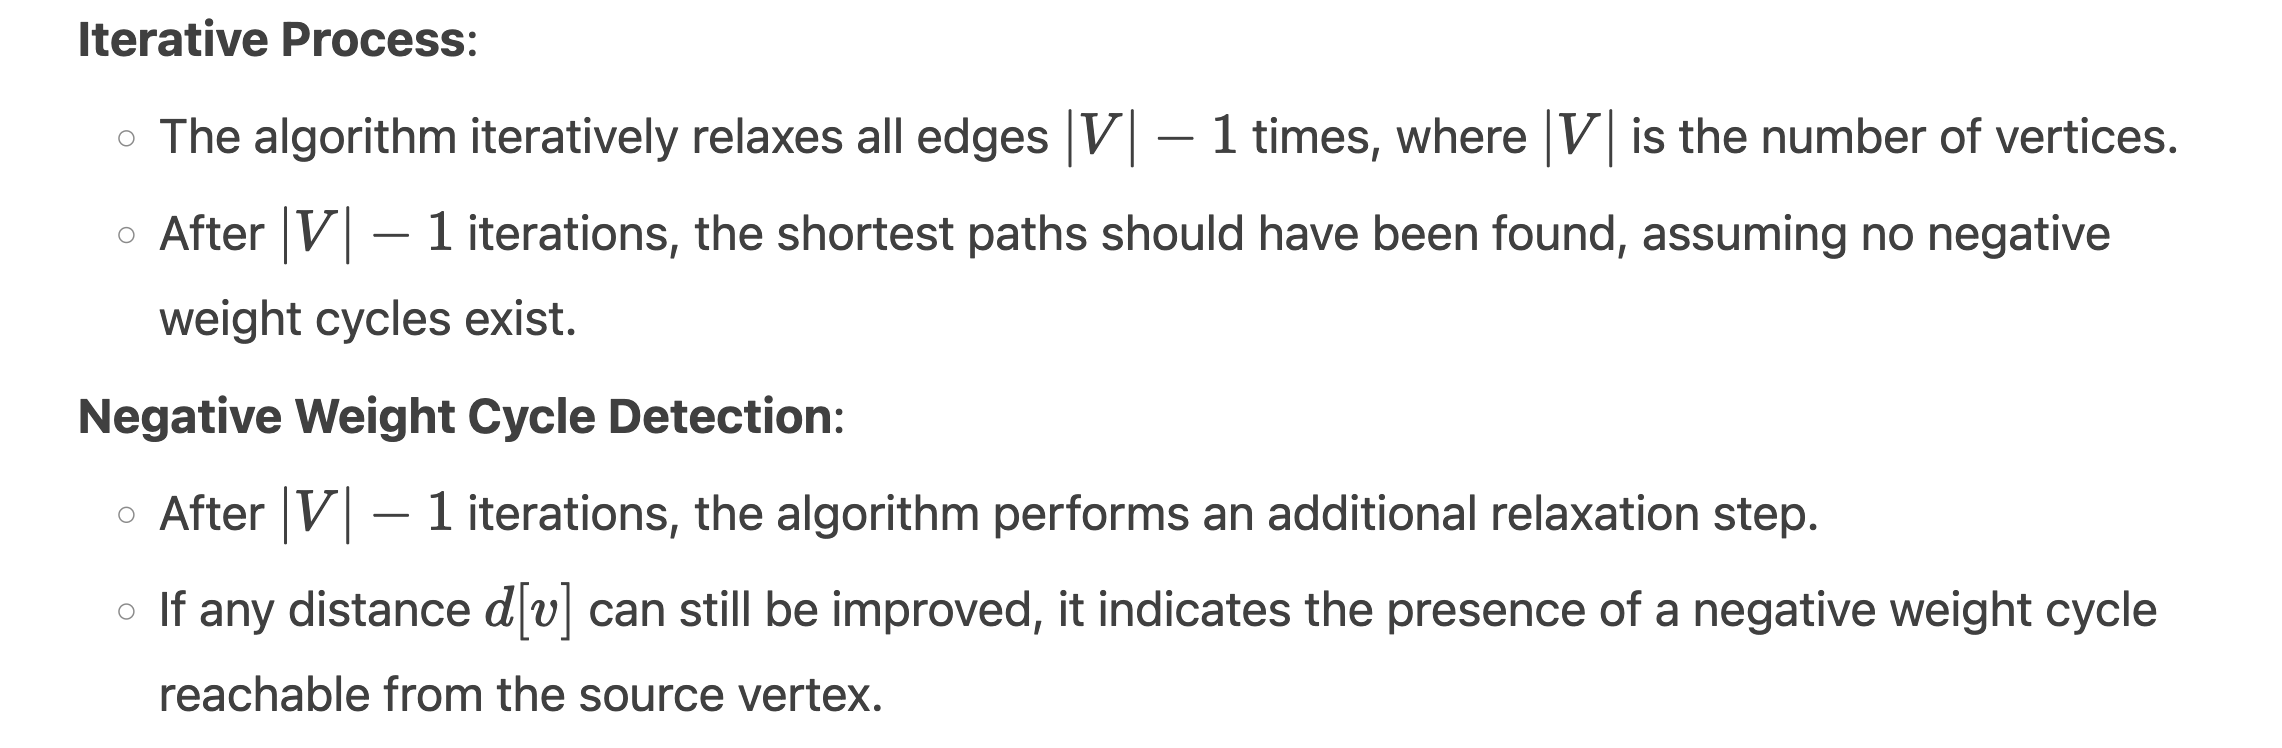 Iterative Process:
◦ The algorithm iteratively relaxes all edges |V| − 1 times, where |V| is the number of vertices.
◦ After |V| − 1 iterations, the shortest paths should have been found, assuming no negative
weight cycles exist.
Negative Weight Cycle Detection:
◦ After |V| − 1 iterations, the algorithm performs an additional relaxation step.
◦ If any distance d[v] can still be improved, it indicates the presence of a negative weight cycle
reachable from the source vertex.